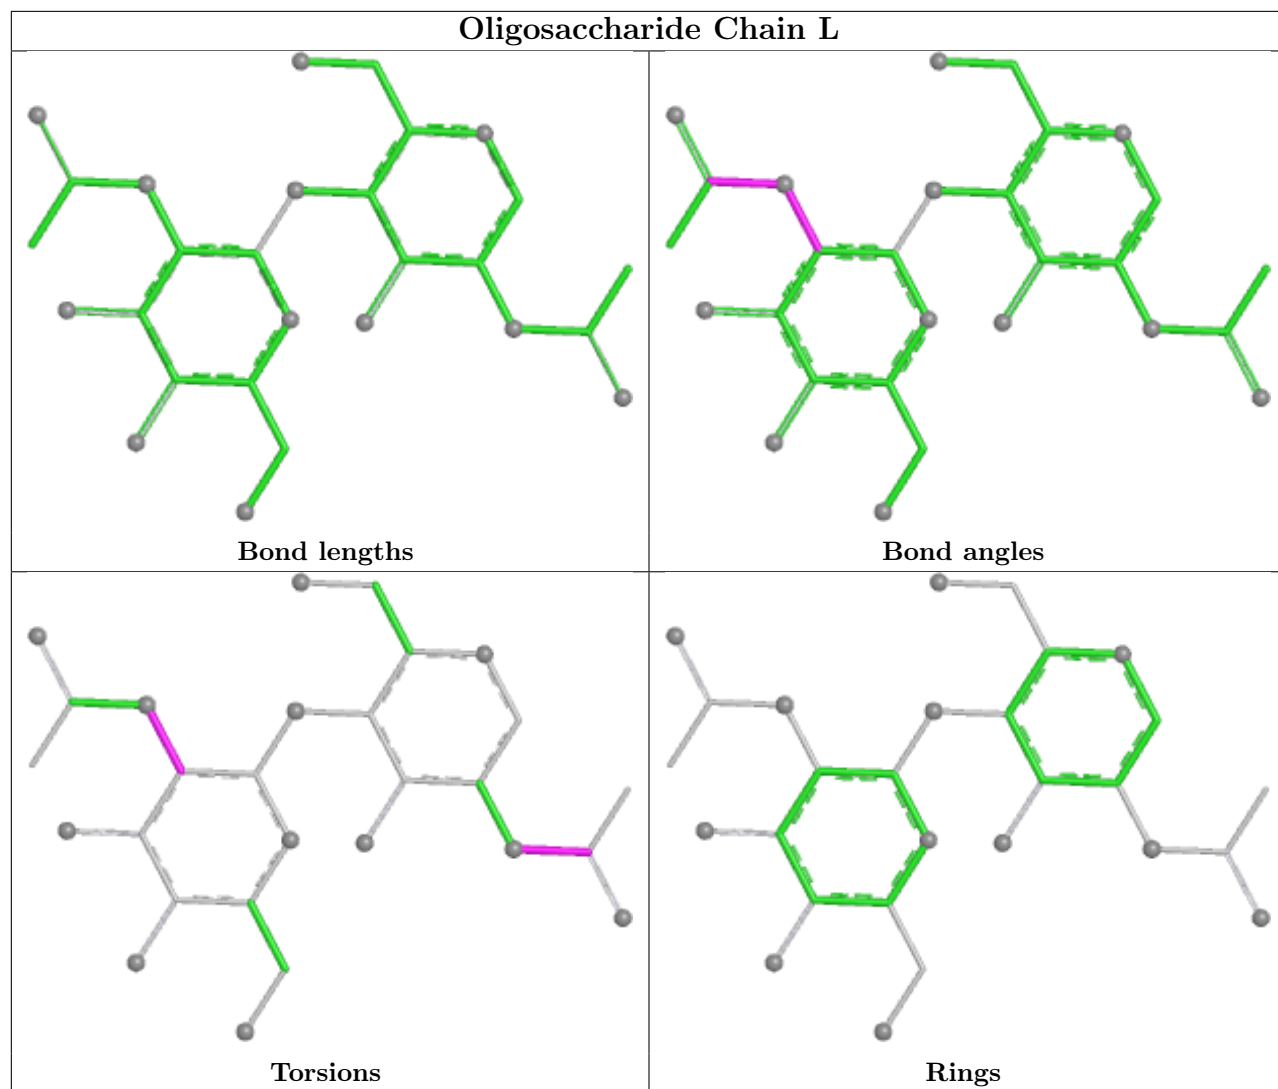 Oligosaccharide Chain L
Bond lengths
Bond angles
Torsions
Rings